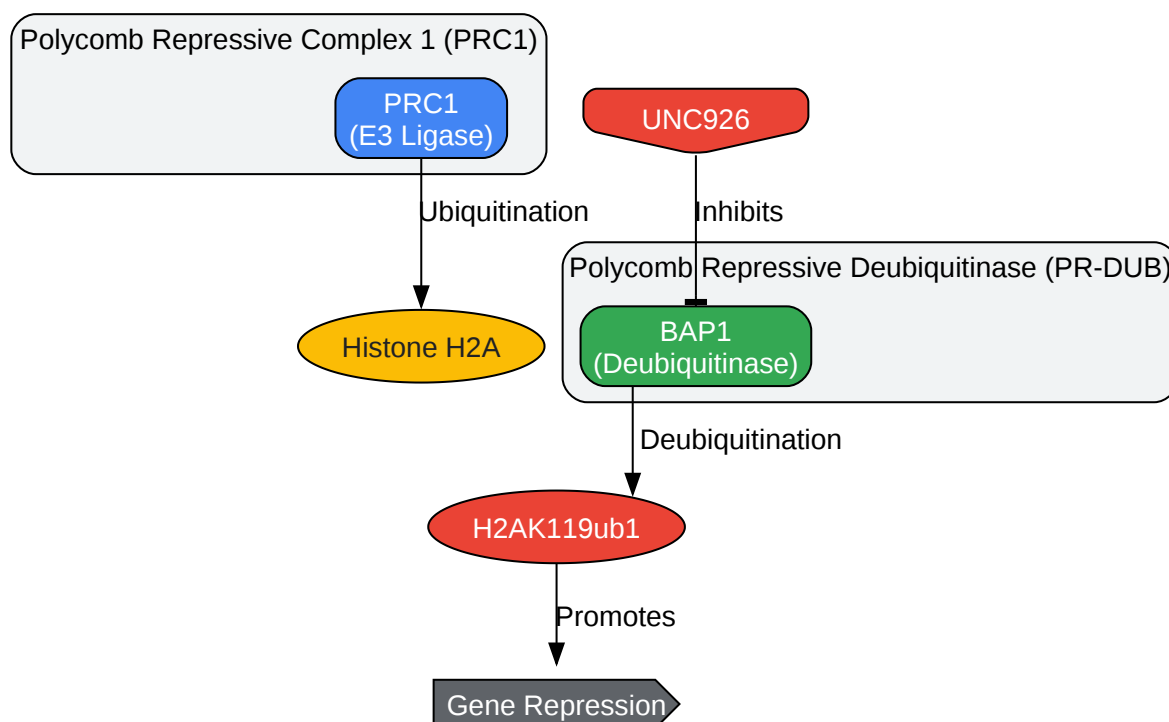 Polycomb Repressive Complex 1 (PRC1)
PRC1
(E3 Ligase)
UNC926
Ubiquitination
Inhibits
Polycomb Repressive Deubiquitinase (PR-DUB)
Histone H2A
BAP1
(Deubiquitinase)
Deubiquitination
H2AK119ub1
Promotes
Gene Repression